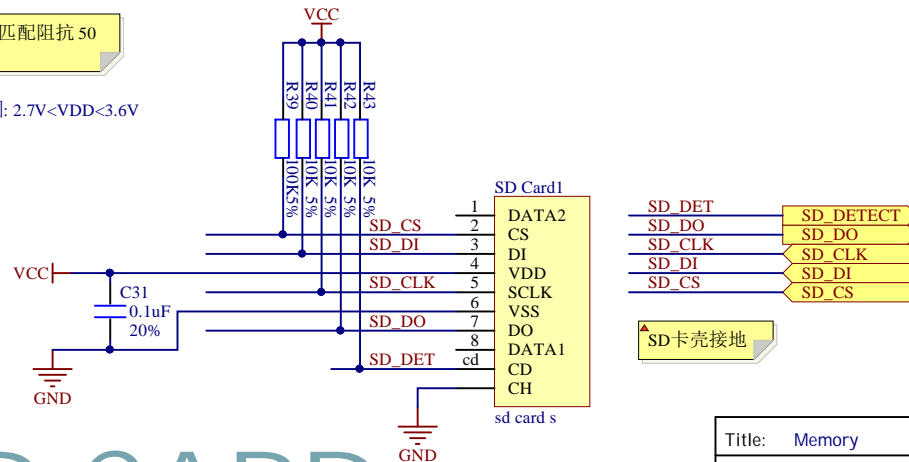 匹配阻抗 50
: 2.7V<VDD<3.6V
VCC
R39
R40
R41
R42
R43
100K5%
10K 5%
10K 5%
10K 5%
10K 5%
SD Card1
1
DATA2
SD_CS
2
CS
SD_DI
3
DI
VCC
4
VDD
SD_CLK
5
SCLK
6
VSS
SD_DO
7
DO
8
DATA1
SD_DET
cd
CD
CH
C31
0.1uF
20%
GND
GND
sd card s
SD_DET
SD_DETECT
SD_DO
SD_DO
SD_CLK
SD_CLK
SD_DI
SD_DI
SD_CS
SD_CS
SD卡壳接地
CARD
Title: Memory